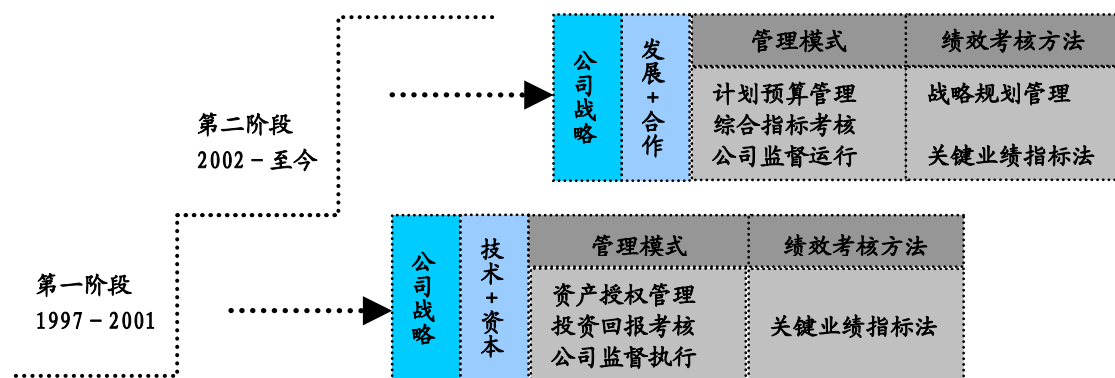 第二阶段
2002－至今
公司战略
发展+合作
管理模式
绩效考核方法
计划预算管理
综合指标考核
公司监督运行
战略规划管理
关键业绩指标法
第一阶段
1997－2001
公司战略
技术+资本
管理模式
绩效考核方法
资产授权管理
投资回报考核
公司监督执行
关键业绩指标法